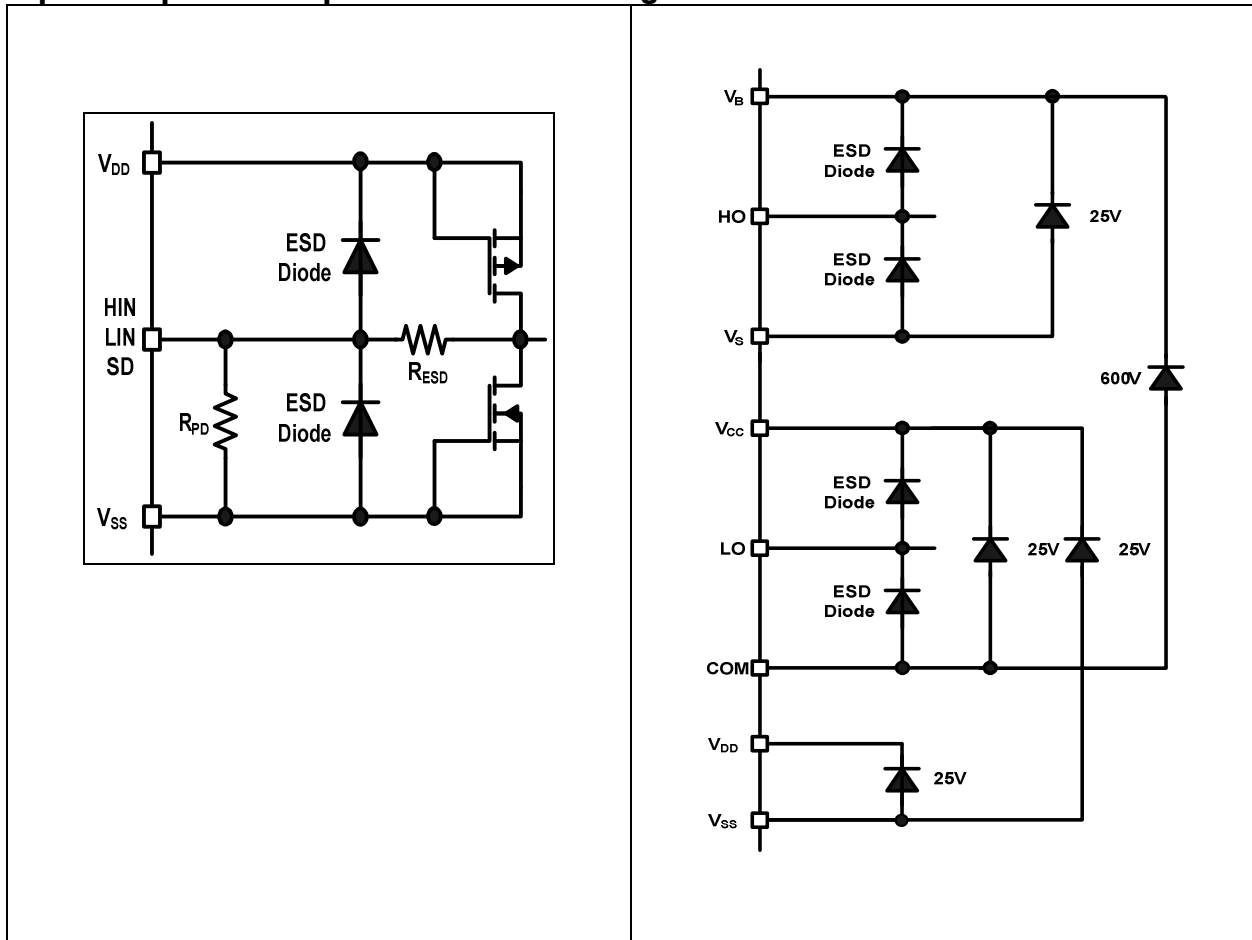 V_DD
ESD
Diode
HIN
LIN
SD
R_ESD
R_PD
ESD
Diode
V_SS
V_B
ESD
Diode
HO
25V
ESD
Diode
V_S
600V
V_CC
ESD
Diode
LO
25V
25V
ESD
Diode
COM
V_DD
25V
V_SS